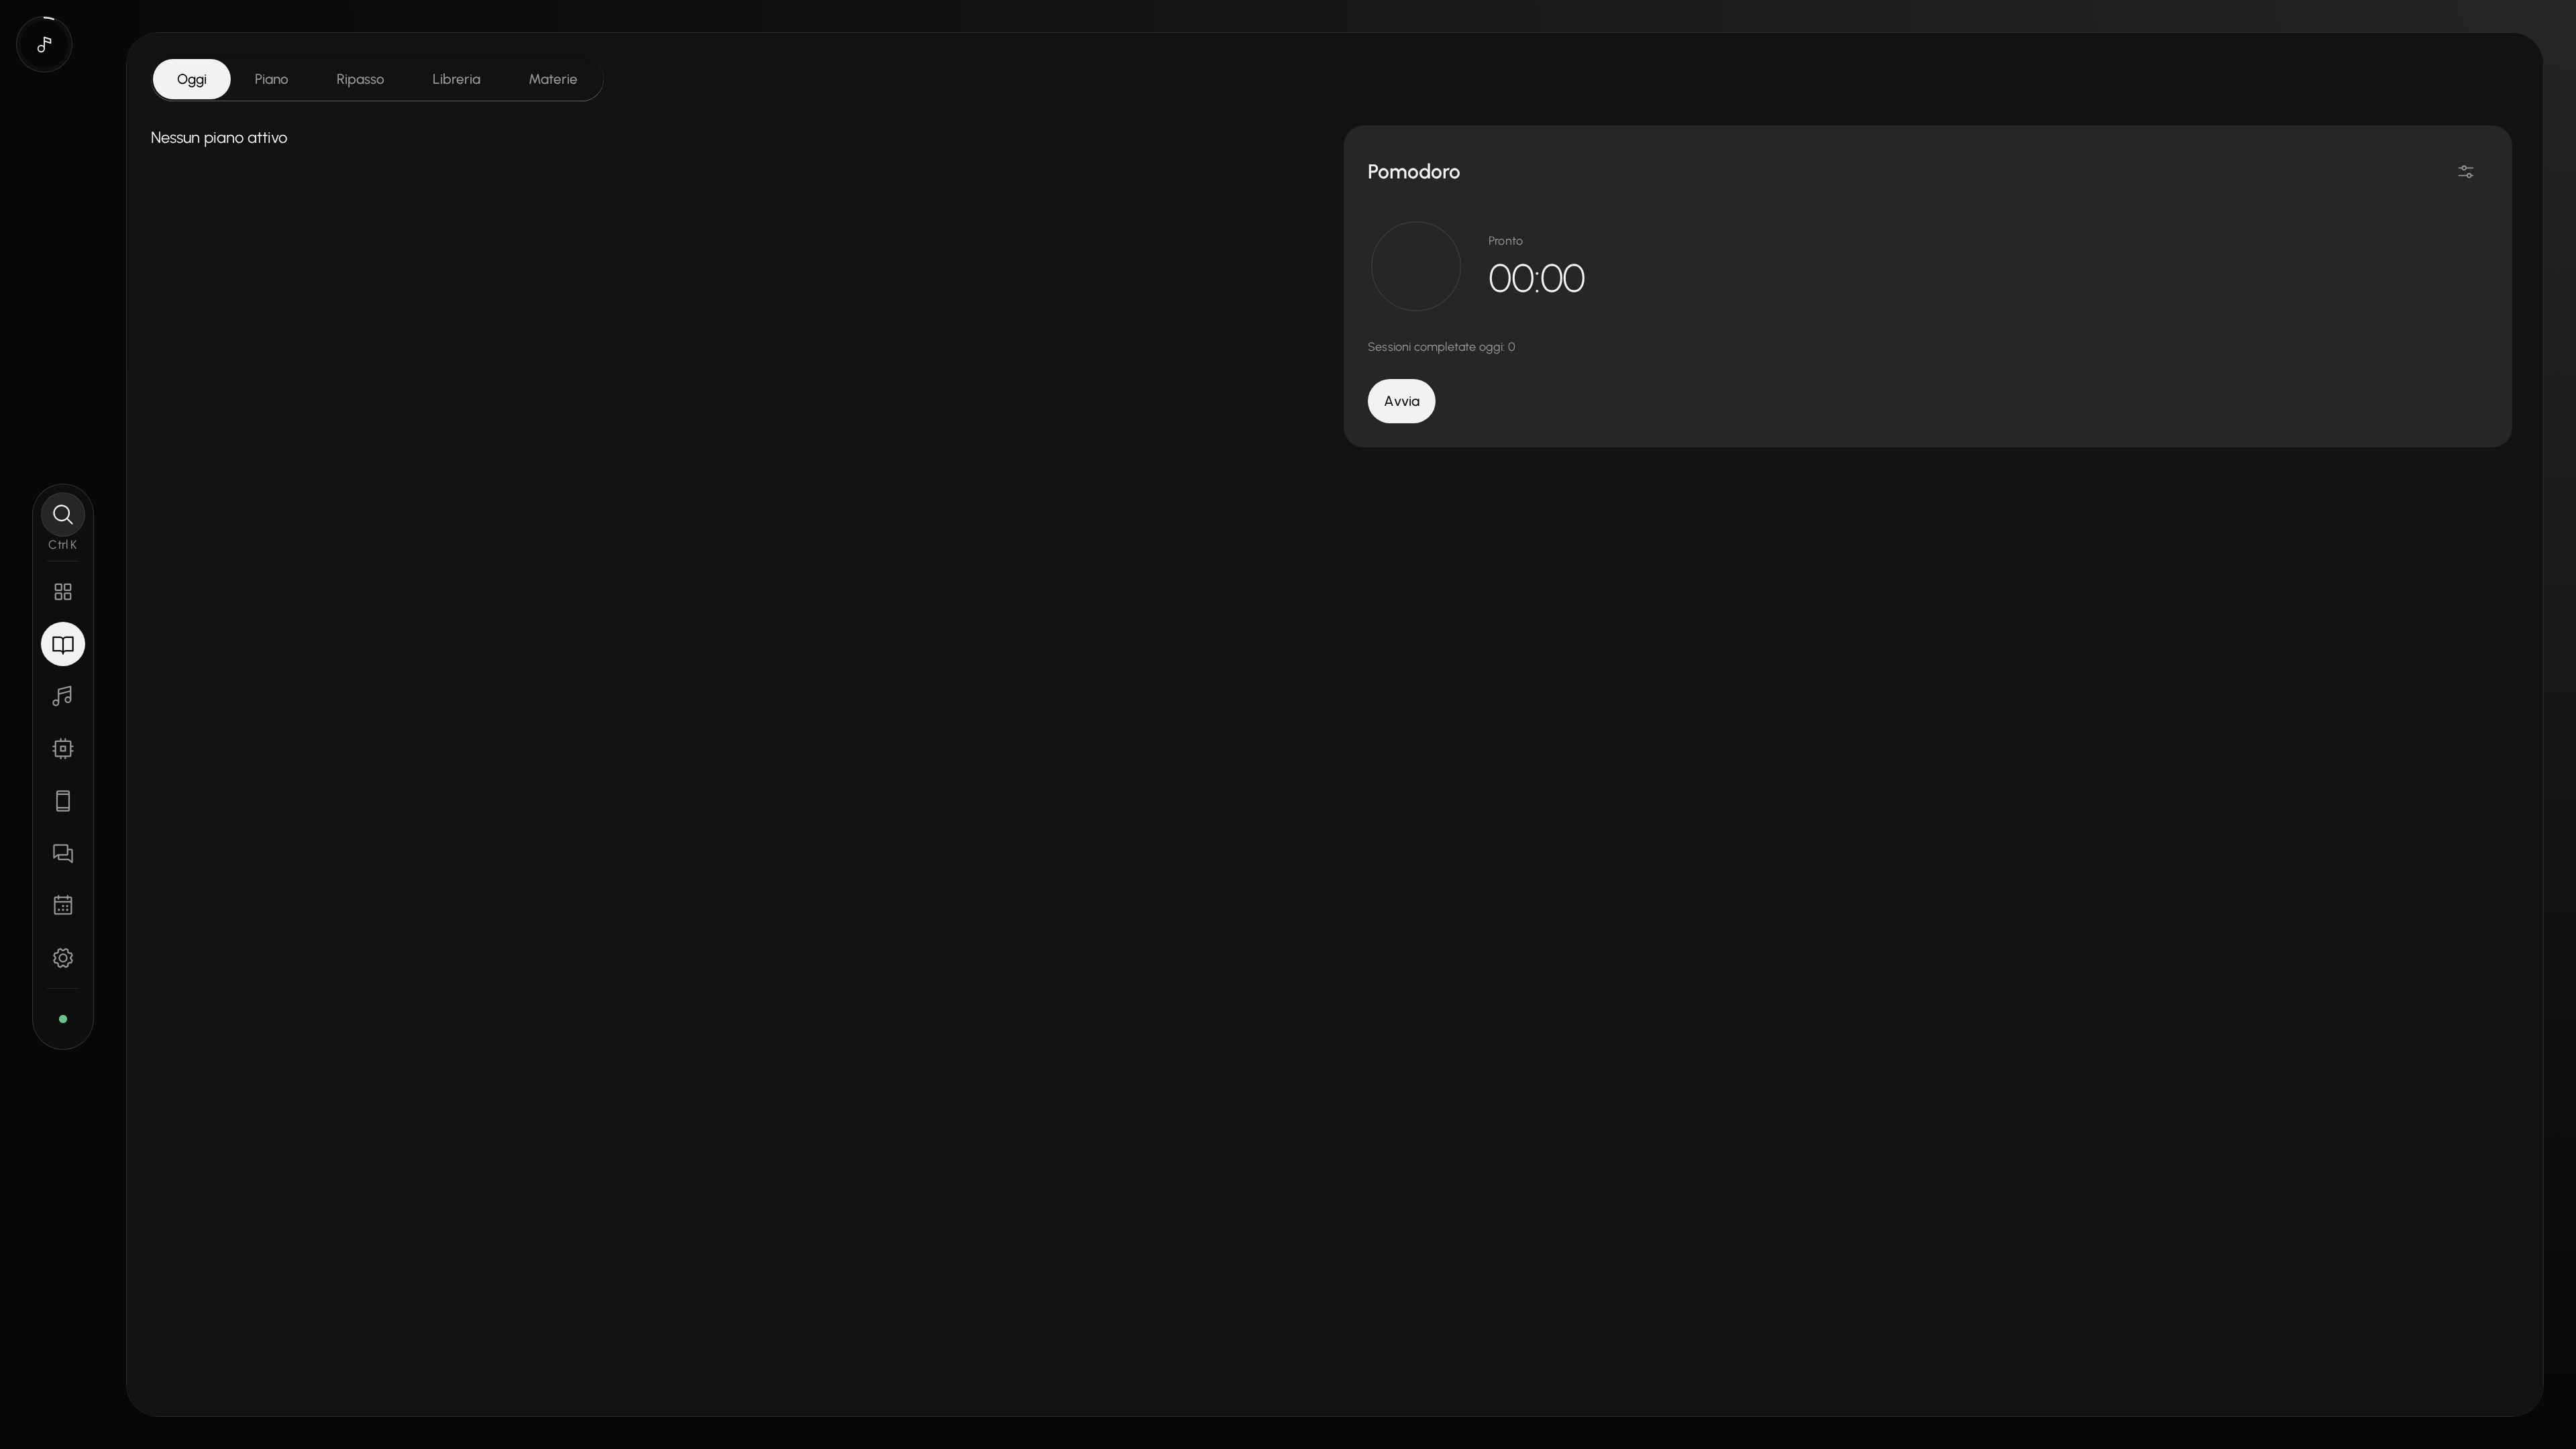 Oggi Piano Ripasso Libreria Materie
Nessun piano attivo
Pomodoro
Pronto
00:00
Sessioni completate oggi: 0
Avvia
Ctrl K